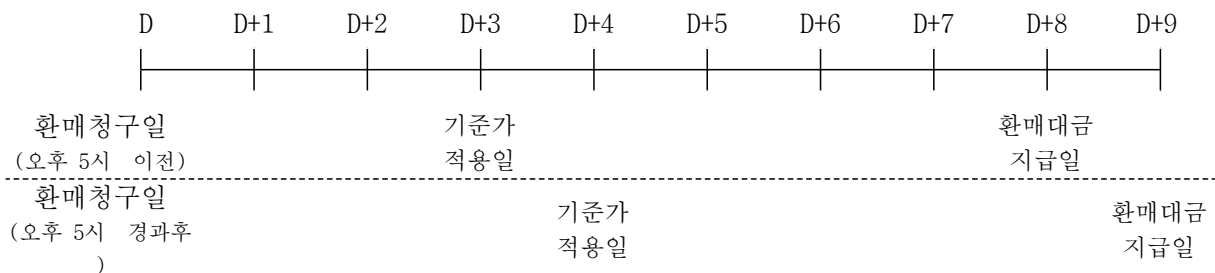 D D+1 D+2 D+3 D+4 D+5 D+6 D+7 D+8 D+9
환매청구일 기준가 환매대금
(오후 5시 이전) 적용일 지급일
환매청구일 기준가 환매대금
(오후 5시 경과후 적용일 지급일
)